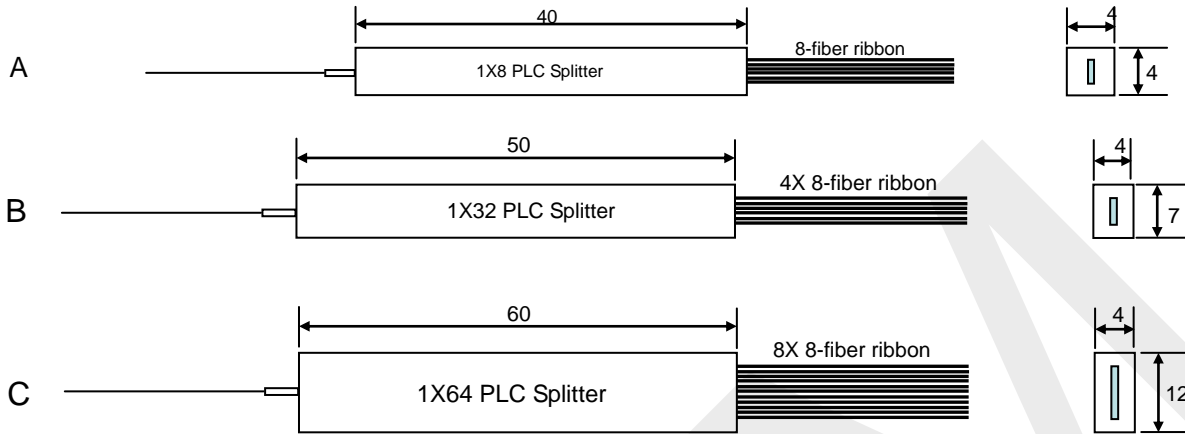 40
4
A
1X8 PLC Splitter
8-fiber ribbon
4
50
4
B
1X32 PLC Splitter
4X 8-fiber ribbon
7
60
4
C
1X64 PLC Splitter
8X 8-fiber ribbon
12